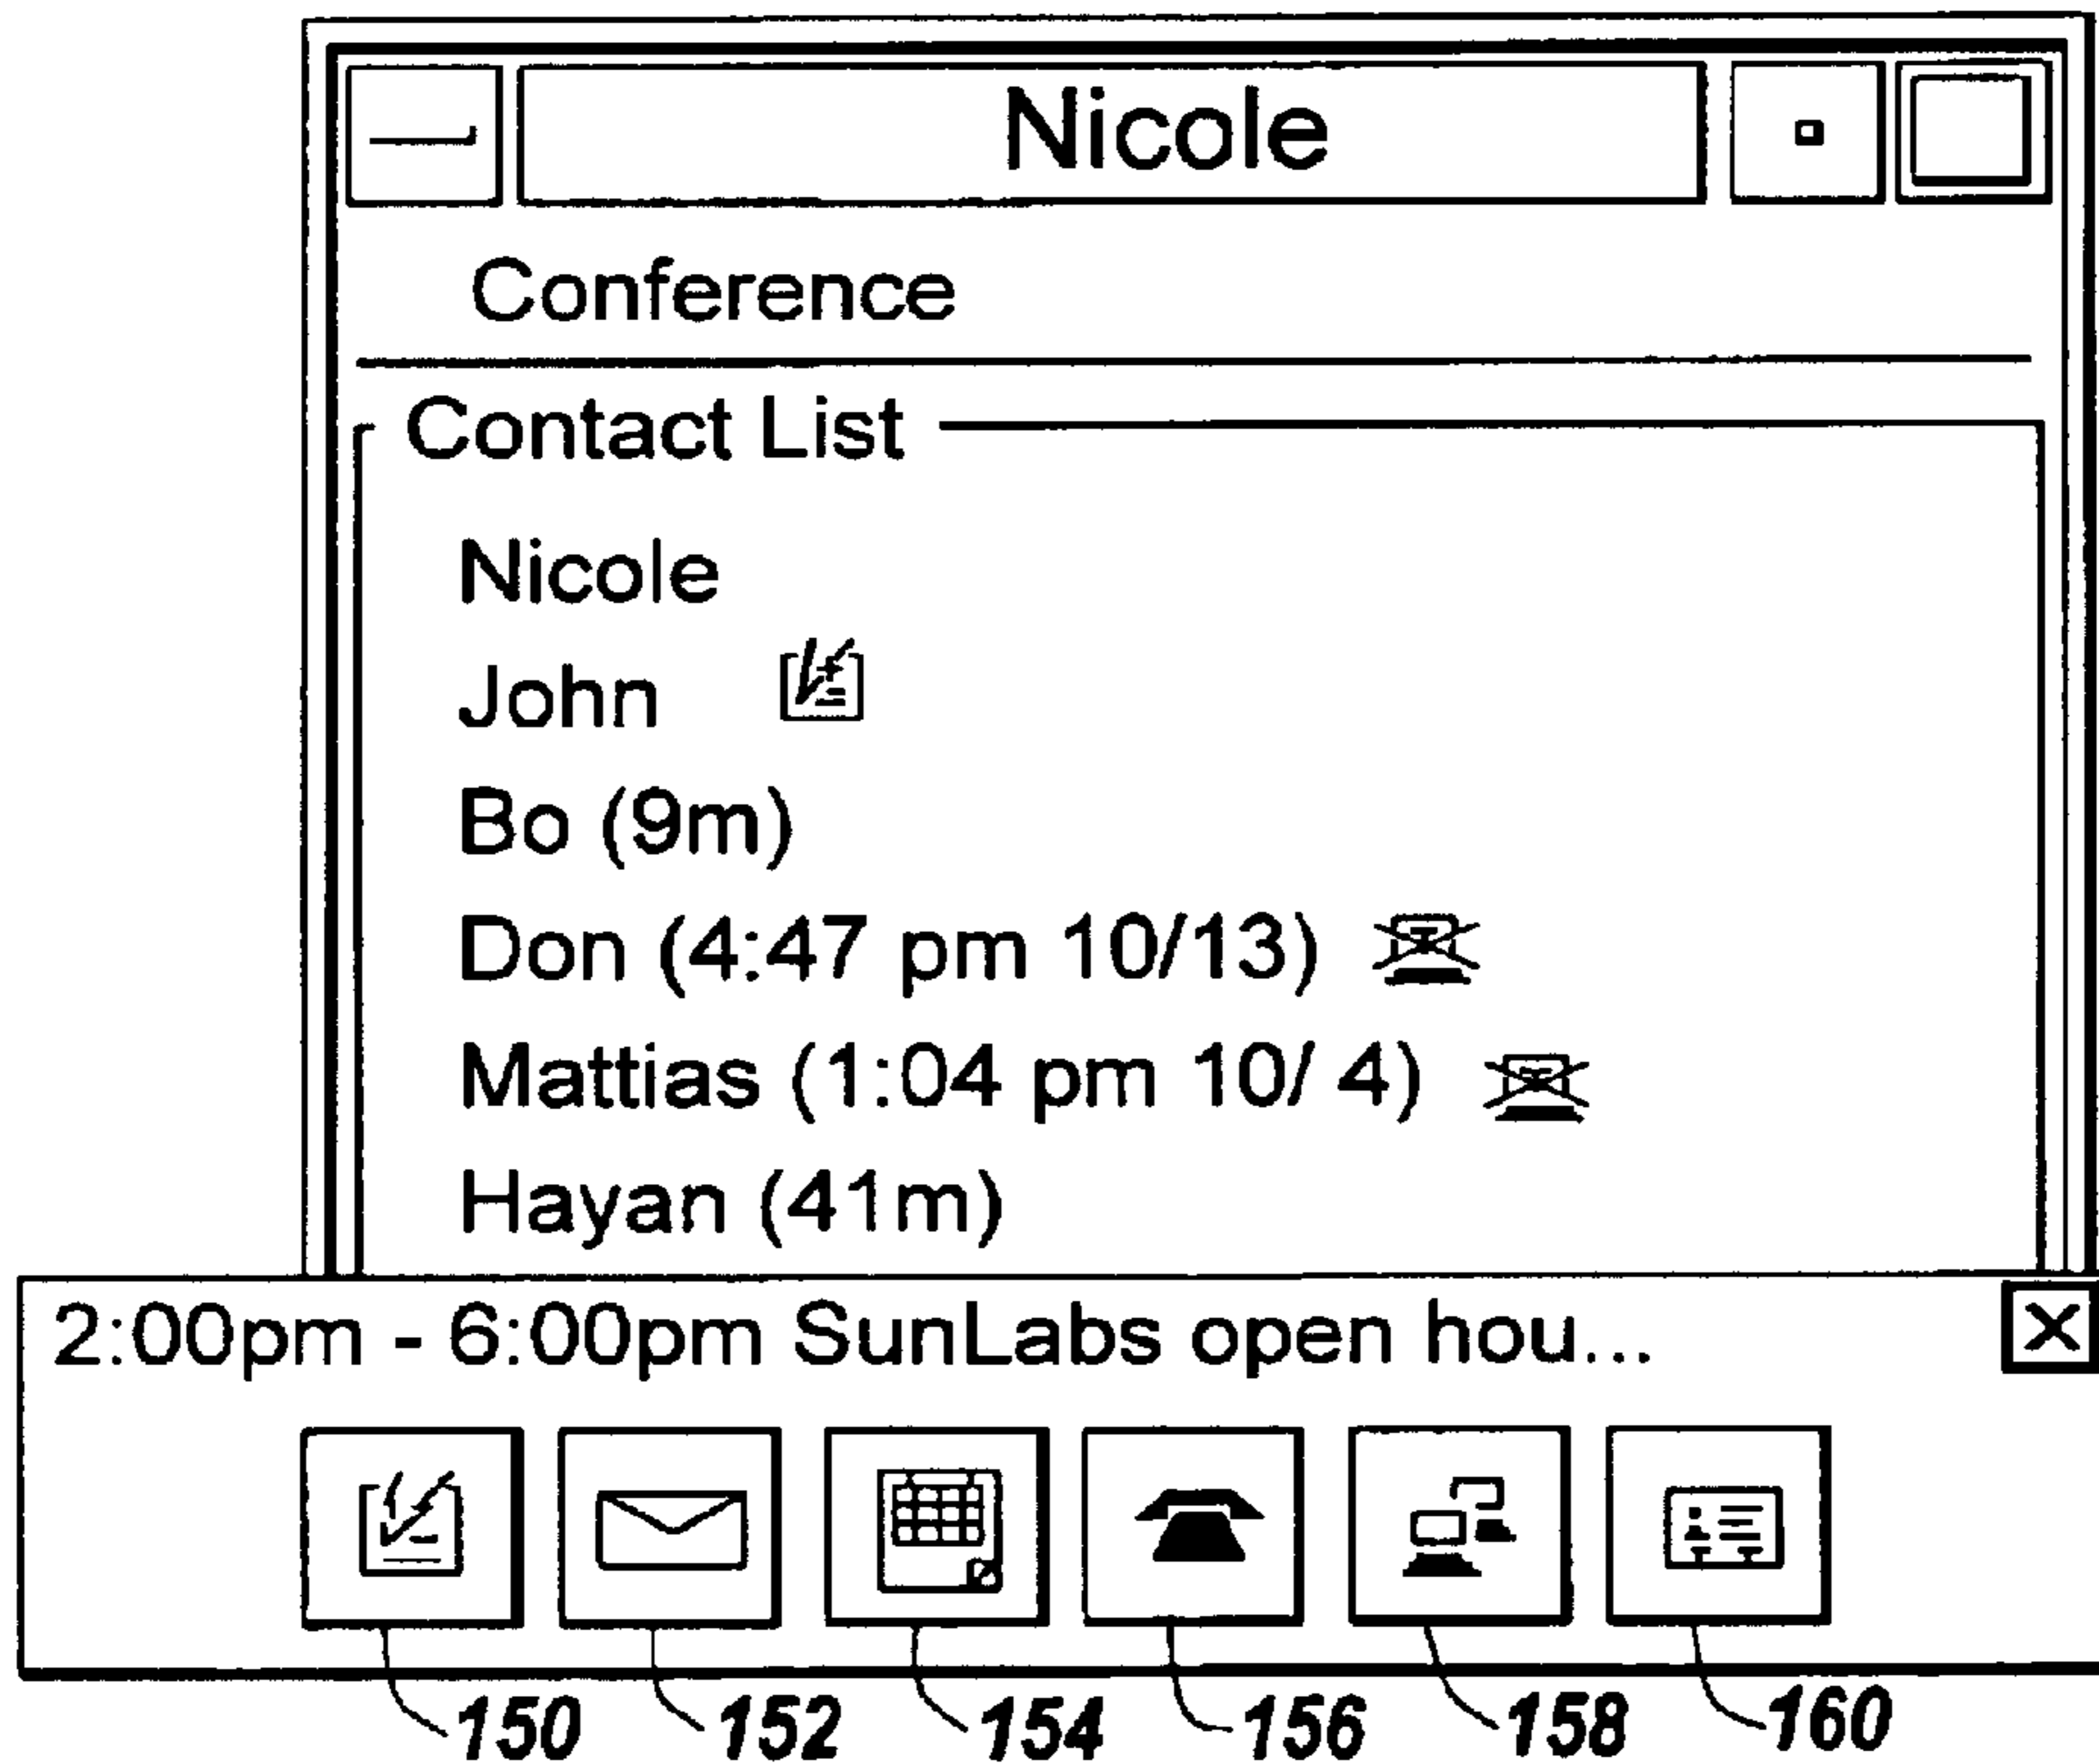 Nicole
Conference
Contact List
Nicole
John
Bo (9m)
Don (4:47 pm 10/13)
Mattias (1:04 pm 10/ 4)
Hayan (41m)
2:00pm - 6:00pm SunLabs open hou...
150 152 154 156 158 160